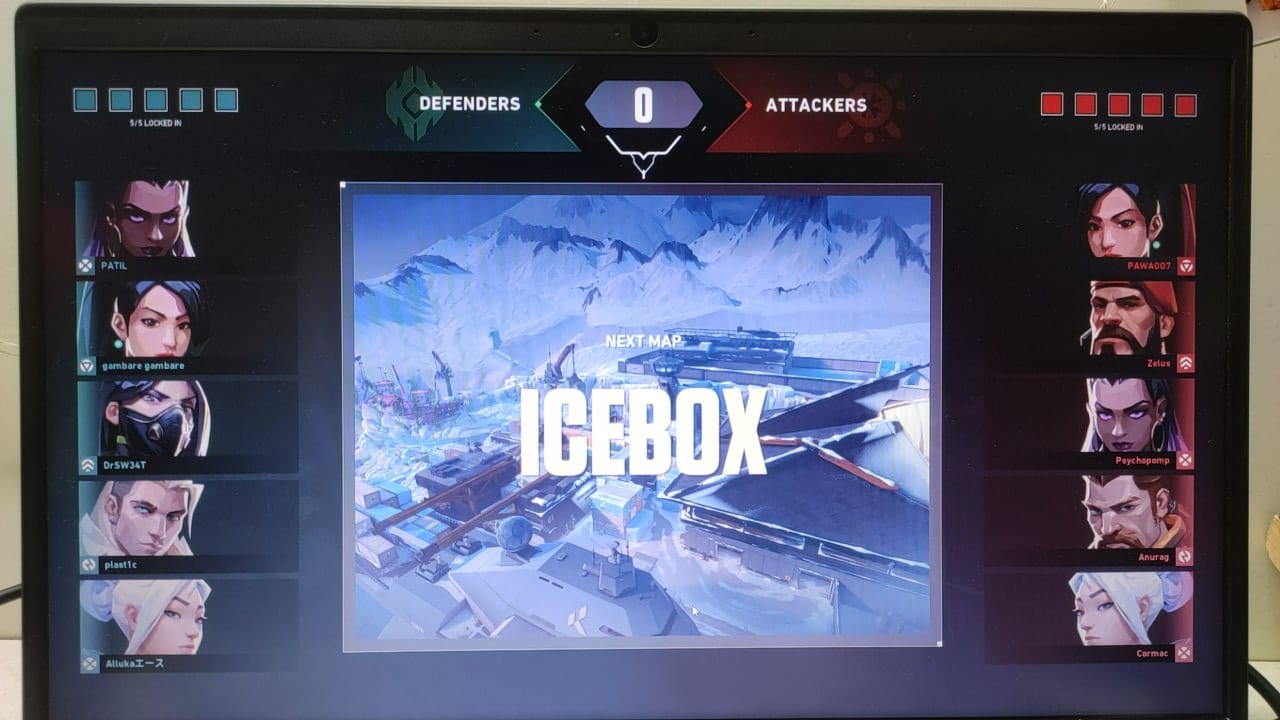 DEFENDERS
0
ATTACKERS
5/5 LOCKED IN
5/5 LOCKED IN
PATIL
gambare gambare
DrSW34T
plast1c
Allukaエース
NEXT MAP
ICEBOX
PAWA007
Zelus
Psychopomp
Anurag
Cormac